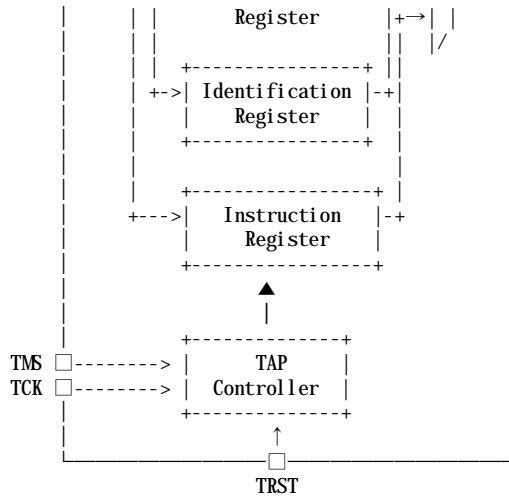 Register
Identification
Register
Instruction
Register
TMS
TAP
TCK
Controller
TRST